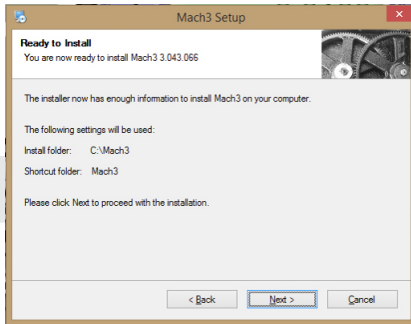 Mach3 Setup
Ready to Install
You are now ready to install Mach3 3.043.066
The installer now has enough information to install Mach3 on your computer.
The following settings will be used:
Install folder: C:\Mach3
Shortcut folder: Mach3
Please click Next to proceed with the installation.
< Back Next > Cancel